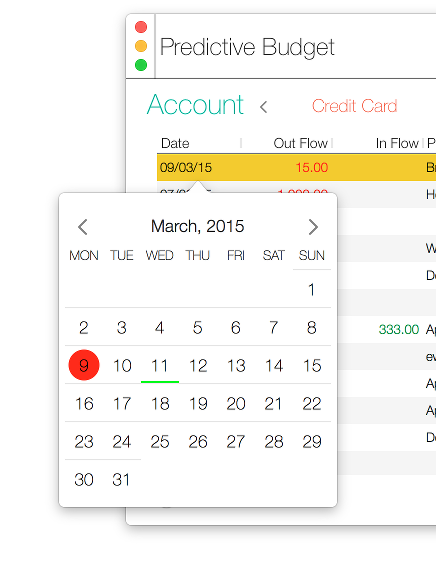 Predictive Budget
Account < Credit Card
Date Out Flow In Flow
09/03/15 15.00
March, 2015
MON TUE WED THU FRI SAT SUN
1
2 3 4 5 6 7 8
333.00
9 10 11 12 13 14 15
16 17 18 19 20 21 22
23 24 25 26 27 28 29
30 31